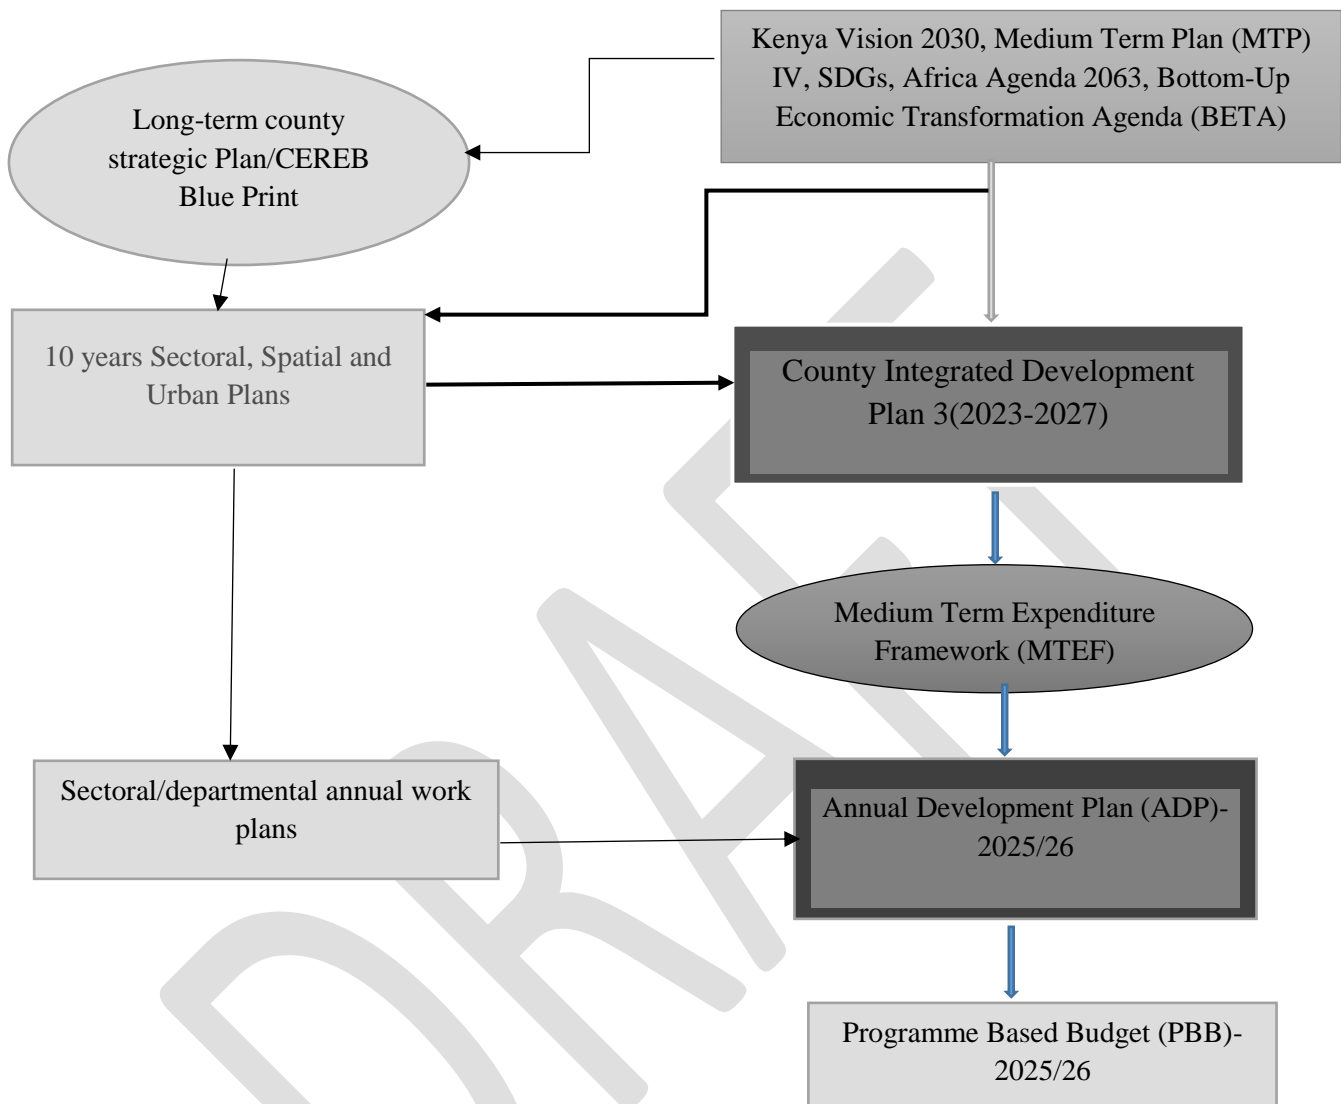 Kenya Vision 2030, Medium Term Plan (MTP)
IV, SDGs, Africa Agenda 2063, Bottom-Up
Economic Transformation Agenda (BETA)
Long-term county
strategic Plan/CEREB
Blue Print
10 years Sectoral, Spatial and
Urban Plans
County Integrated Development
Plan 3(2023-2027)
Medium Term Expenditure
Framework (MTEF)
Sectoral/departmental annual work
plans
Annual Development Plan (ADP)-
2025/26
Programme Based Budget (PBB)-
2025/26
DRAFT